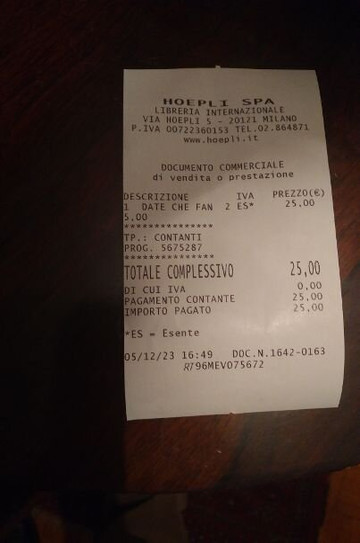 HOEPLI SPA
LIBRERIA INTERNAZIONALE
VIA HOEPLI 5 - 20121 MILANO
P.IVA 00722360153 TEL.02.864871
www.hoepli.it
DOCUMENTO COMMERCIALE
di vendita o prestazione
DESCRIZIONE IVA PREZZO(€)
1 DATE CHE FAN 2 ES* 25,00
5,00
***************
TP.: CONTANTI
PROG. 5675287
***************
TOTALE COMPLESSIVO 25,00
DI CUI IVA 0,00
PAGAMENTO CONTANTE 25,00
IMPORTO PAGATO 25,00
*ES = Esente
05/12/23 16:49 DOC.N.1642-0163
R796MEV075672